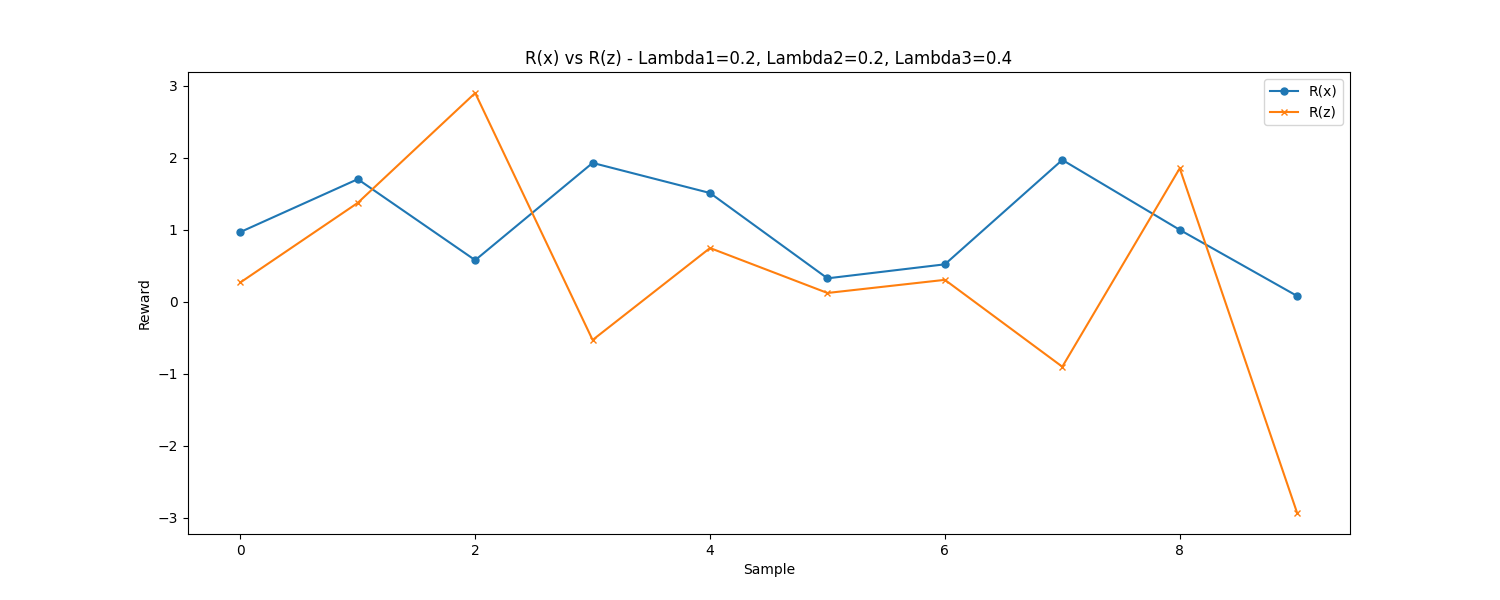 R(x) vs R(z) - Lambda1=0.2, Lambda2=0.2, Lambda3=0.4
R(x)
R(z)
3
2
1
0
−1
−2
−3
Reward
0 2 4 6 8
Sample